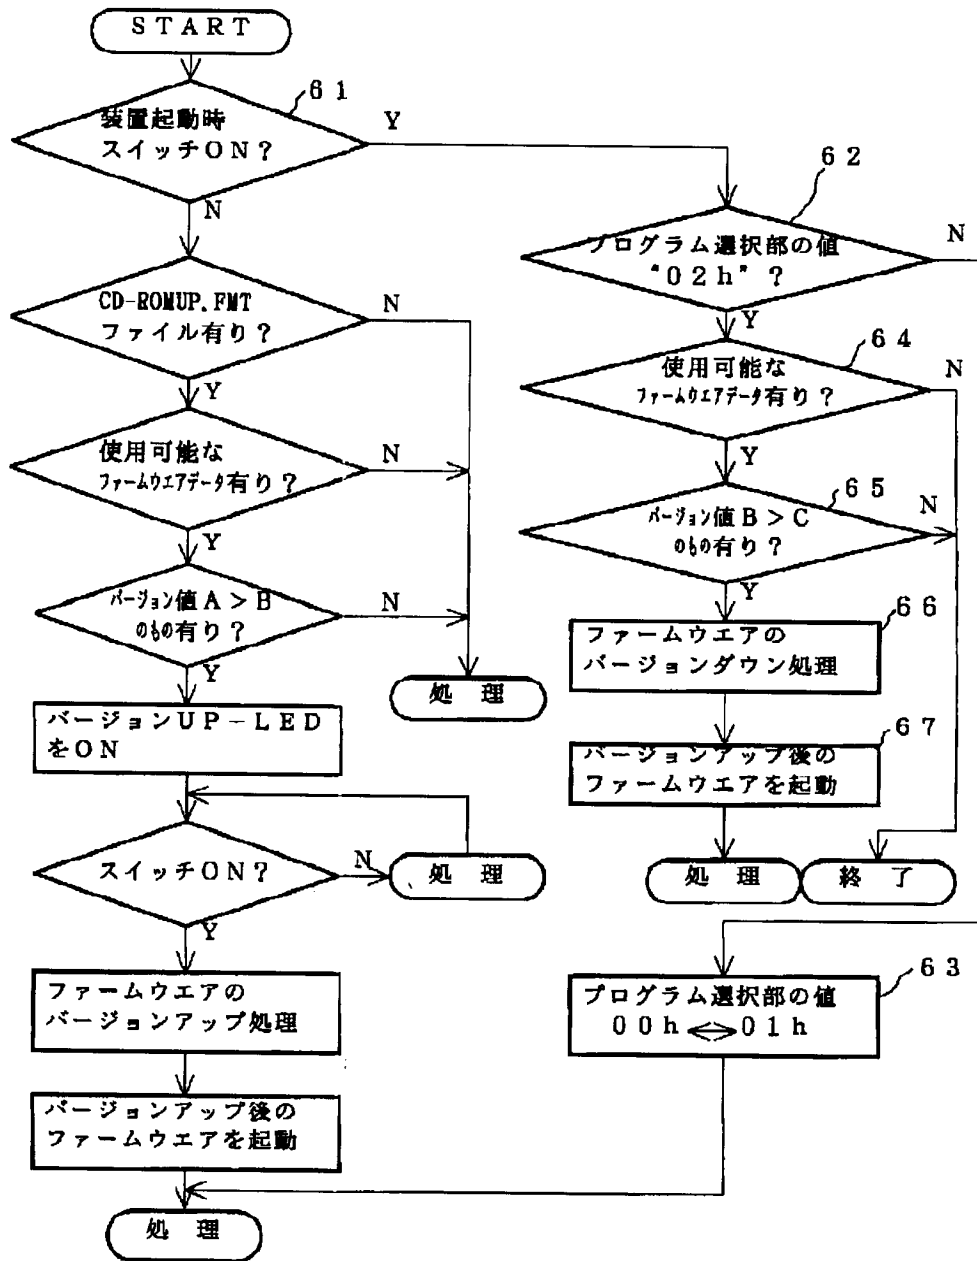 START
61
装置起動時
スイッチON?
Y
N
62
プログラム選択部の値
"02h"?
N
Y
CD-ROMUP.FMT
ファイル有り?
N
Y
64
使用可能な
ファームウエアデータ有り?
N
Y
使用可能な
ファームウエアデータ有り?
N
Y
65
バージョン値B>C
のもの有り?
N
Y
バージョン値A>B
のもの有り?
N
Y
66
ファームウエアの
バージョンダウン処理
処 理
バージョンUP-LED
をON
67
バージョンアップ後の
ファームウエアを起動
スイッチON?
N
Y
処 理
処 理
終 了
ファームウエアの
バージョンアップ処理
63
プログラム選択部の値
00h⇔01h
バージョンアップ後の
ファームウエアを起動
処 理